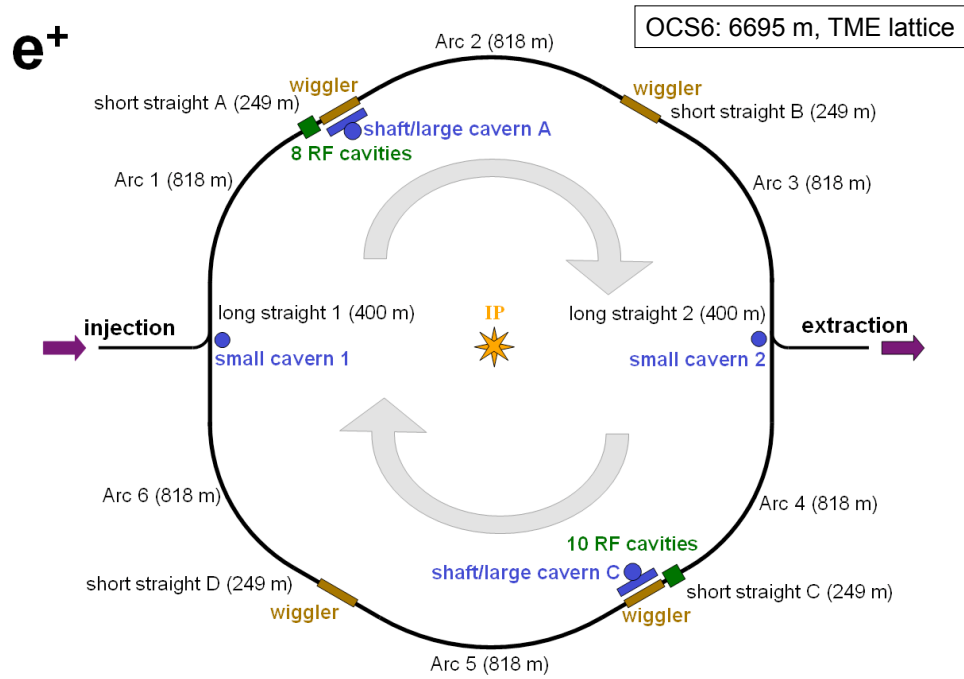 OCS6: 6695 m, TME lattice
e+
Arc 2 (818 m)
wiggler
wiggler
short straight A (249 m)
short straight B (249 m)
shaft/large cavern A
8 RF cavities
Arc 1 (818 m)
Arc 3 (818 m)
long straight 1 (400 m)
IP
long straight 2 (400 m)
injection
extraction
small cavern 1
small cavern 2
Arc 6 (818 m)
Arc 4 (818 m)
10 RF cavities
shaft/large cavern C
short straight D (249 m)
short straight C (249 m)
wiggler
wiggler
Arc 5 (818 m)